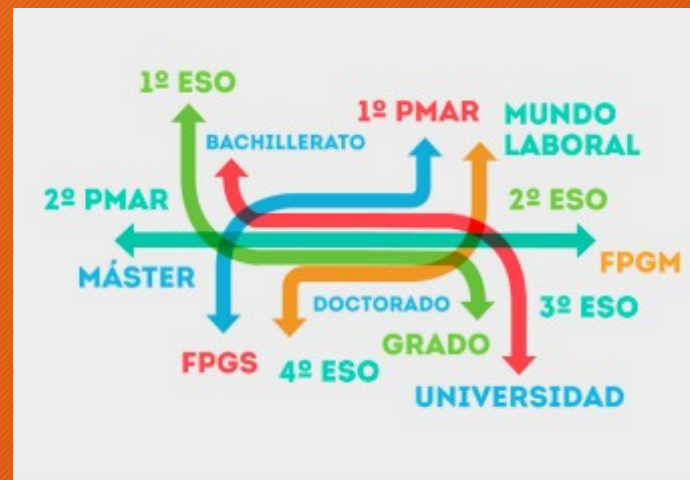 1º ESO
BACHILLERATO
1º PMAR
MUNDO
LABORAL
2º PMAR
2º ESO
MÁSTER
FPGM
DOCTORADO
3º ESO
FPGS
4º ESO
GRADO
UNIVERSIDAD